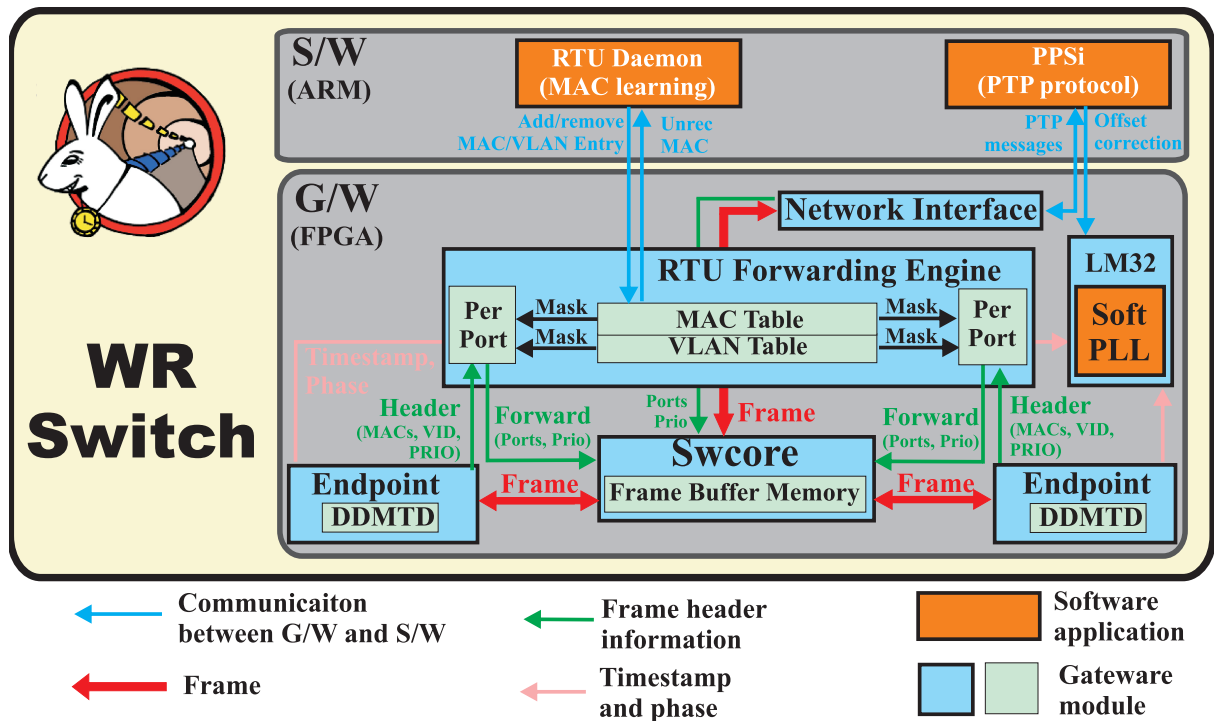 WR
Switch
S/W
(ARM)
RTU Daemon
(MAC learning)
PPSi
(PTP protocol)
Add/remove
MAC/VLAN Entry
Unrec
MAC
PTP
messages
Offset
correction
G/W
(FPGA)
Network Interface
RTU Forwarding Engine
LM32
Soft
PLL
Per
Port
Mask
Mask
MAC Table
VLAN Table
Mask
Mask
Per
Port
Timestamp,
Phase
Header
(MACs, VID,
PRIO)
Forward
(Ports, Prio)
Ports
Prio
Frame
Forward
(Ports, Prio)
Header
(MACs, VID,
PRIO)
Endpoint
DDMTD
Frame
Swcore
Frame Buffer Memory
Frame
Endpoint
DDMTD
Communicaiton
between G/W and S/W
Frame header
information
Software
application
Frame
Timestamp
and phase
Gateware
module